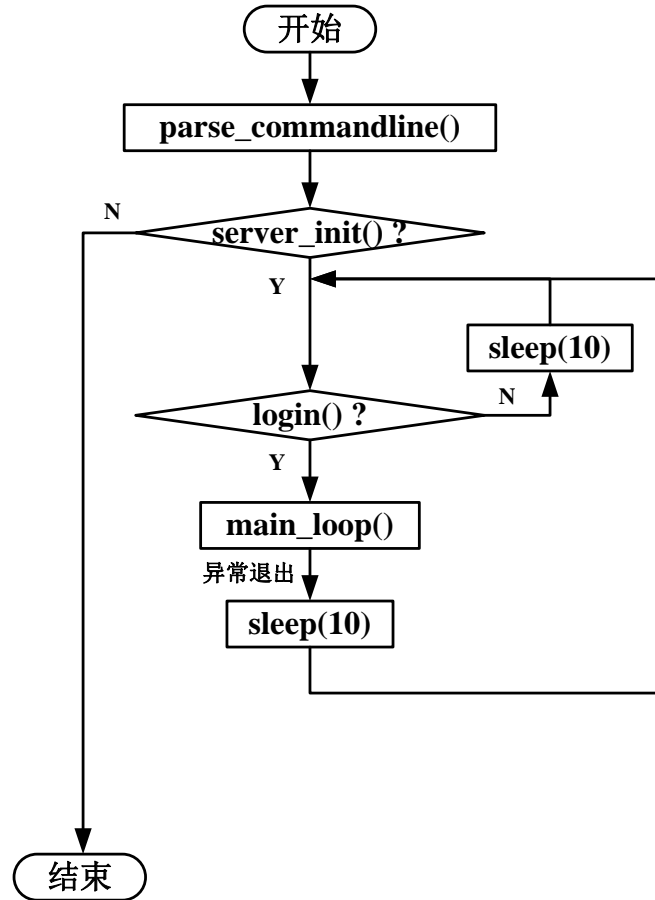 开始
parse_commandline()
N
server_init() ?
Y
sleep(10)
login() ?
N
Y
main_loop()
异常退出
sleep(10)
结束